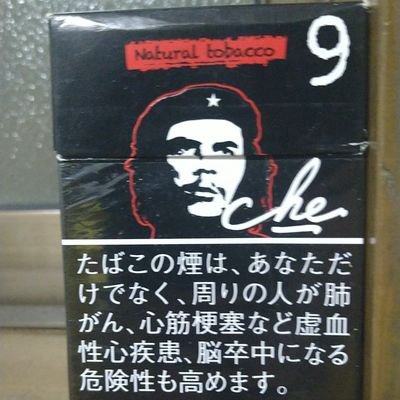 Natural tobacco
9
che
たばこの煙は、あなただ
けでなく、周りの人が肺
がん、心筋梗塞など虚血
性心疾患、脳卒中になる
危険性も高めます。